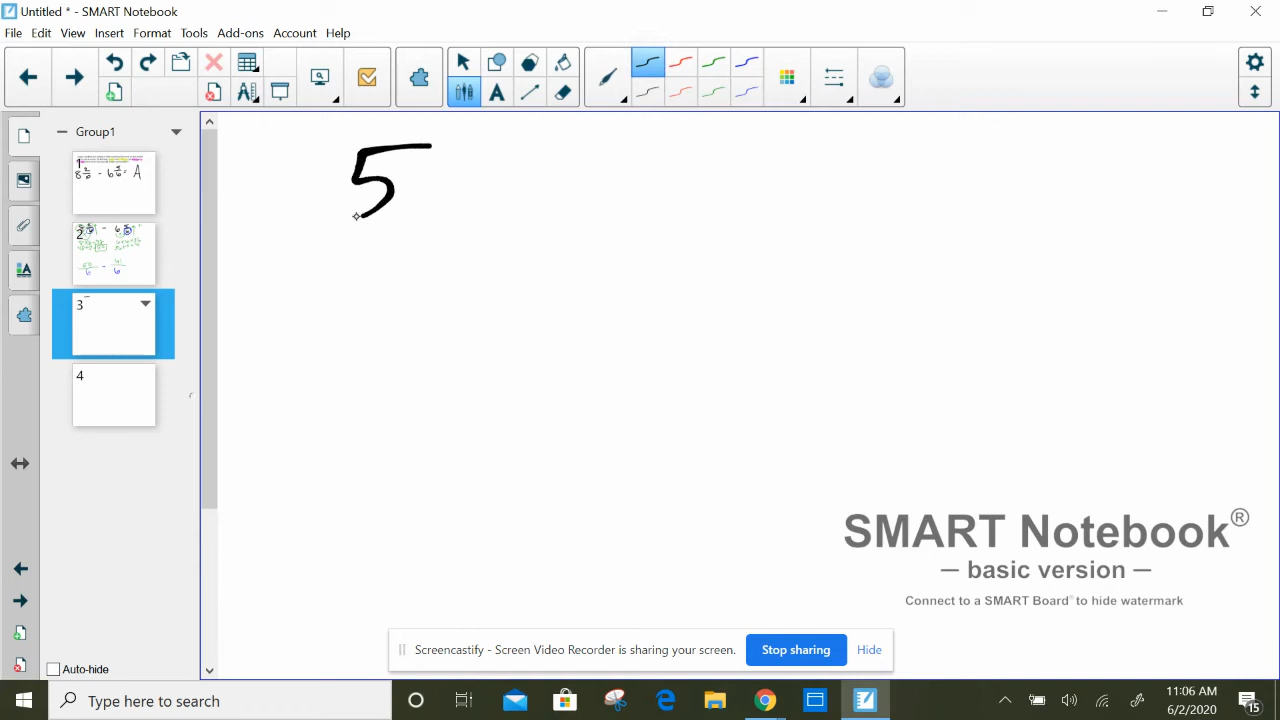 Untitled * - SMART Notebook
File Edit View Insert Format Tools Add-ons Account Help
Group1
1
2
3
4
5
SMART Notebook®
— basic version —
Connect to a SMART Board® to hide watermark
Auto-hide
Screencastify - Screen Video Recorder is sharing your screen. Stop sharing Hide
Type here to search
11:06 AM
6/2/2020
15